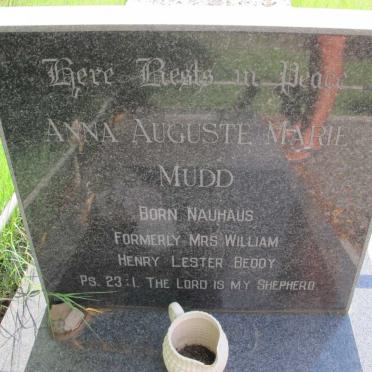 Here Rests in Peace
ANNA AUGUSTE MARIE
MUDD
BORN NAUHAUS
FORMERLY MRS WILLIAM
HENRY LESTER BEDDY
PS. 23:1. THE LORD IS MY SHEPHERD